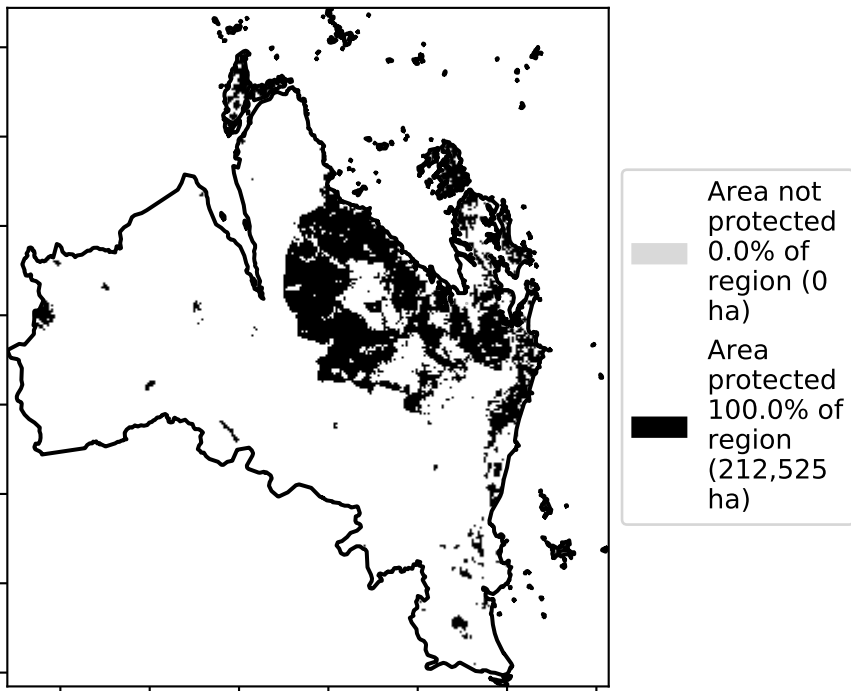 Area not
protected
0.0% of
region (0
ha)
Area
protected
100.0% of
region
(212,525
ha)